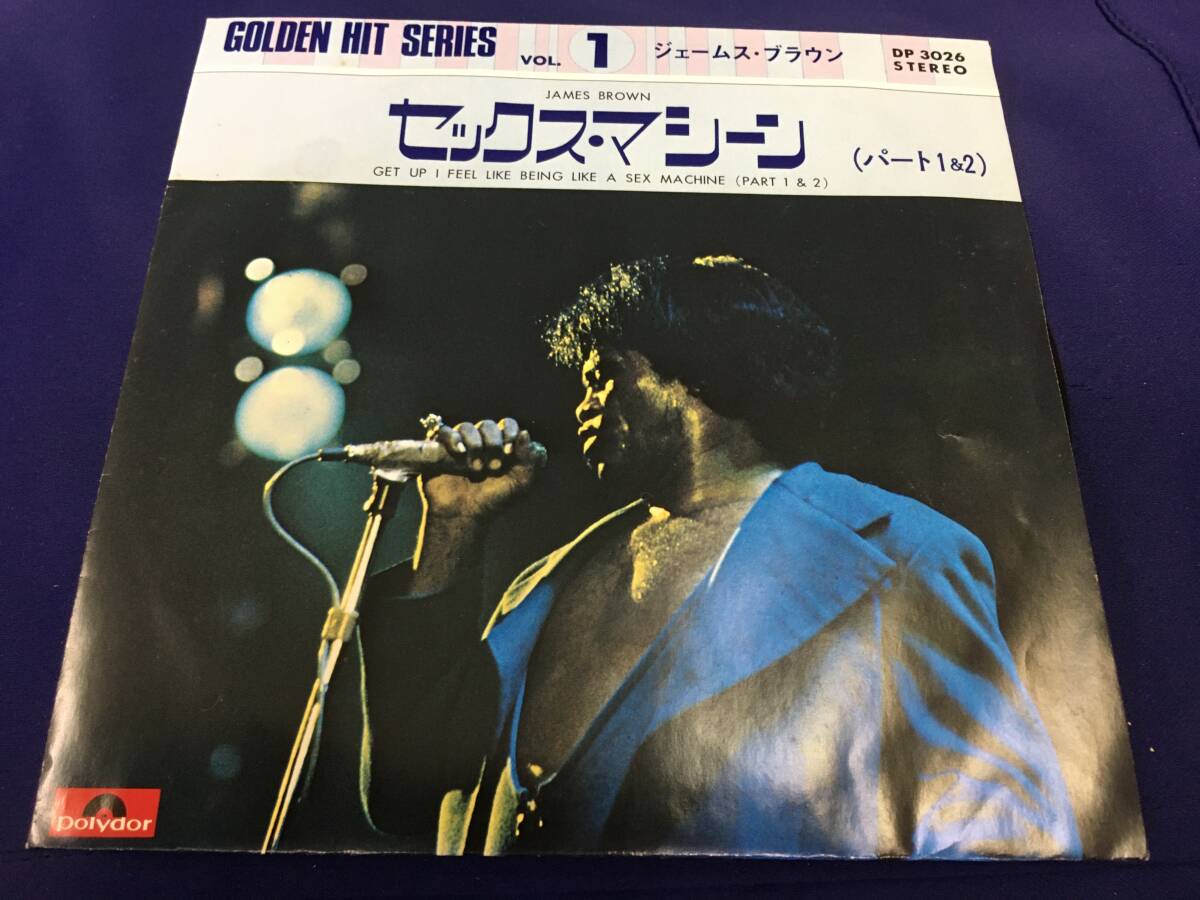 GOLDEN HIT SERIES VOL. 1 ジェームス・ブラウン DP 3026
STEREO
JAMES BROWN
セックス・マシーン (パート1&2)
GET UP I FEEL LIKE BEING LIKE A SEX MACHINE (PART 1 & 2)
polydor